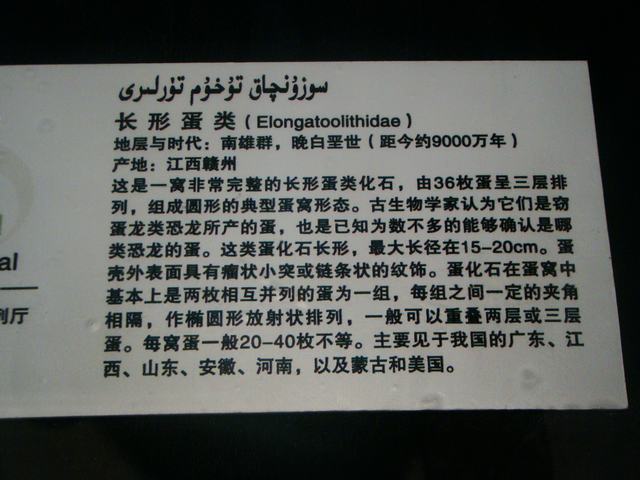 سوزۇنچاق تۇخۇم تۈرلىرى
长形蛋类（Elongatoolithidae）
地层与时代：南雄群，晚白垩世（距今约9000万年）
产地：江西赣州
这是一窝非常完整的长形蛋类化石，由36枚蛋呈三层排
列，组成圆形的典型蛋窝形态。古生物学家认为它们是窃
蛋龙类恐龙所产的蛋，也是已知为数不多的能够确认是哪
类恐龙的蛋。这类蛋化石长形，最大长径在15-20cm。蛋
壳外表面具有瘤状小突或链条状的纹饰。蛋化石在蛋窝中
基本上是两枚相互并列的蛋为一组，每组之间一定的夹角
相隔，作椭圆形放射状排列，一般可以重叠两层或三层
蛋。每窝蛋一般20-40枚不等。主要见于我国的广东、江
西、山东、安徽、河南，以及蒙古和美国。
al
列厅